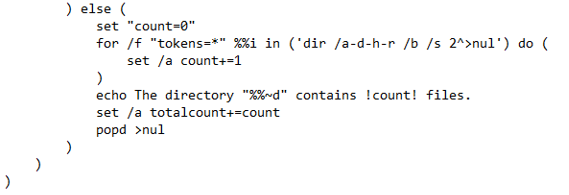 ) else (
set "count=0"
for /f "tokens=*" %%i in ('dir /a-d-h-r /b /s 2^>nul') do (
set /a count+=1
)
echo The directory "%%~d" contains !count! files.
set /a totalcount+=count
popd >nul
)
)
)